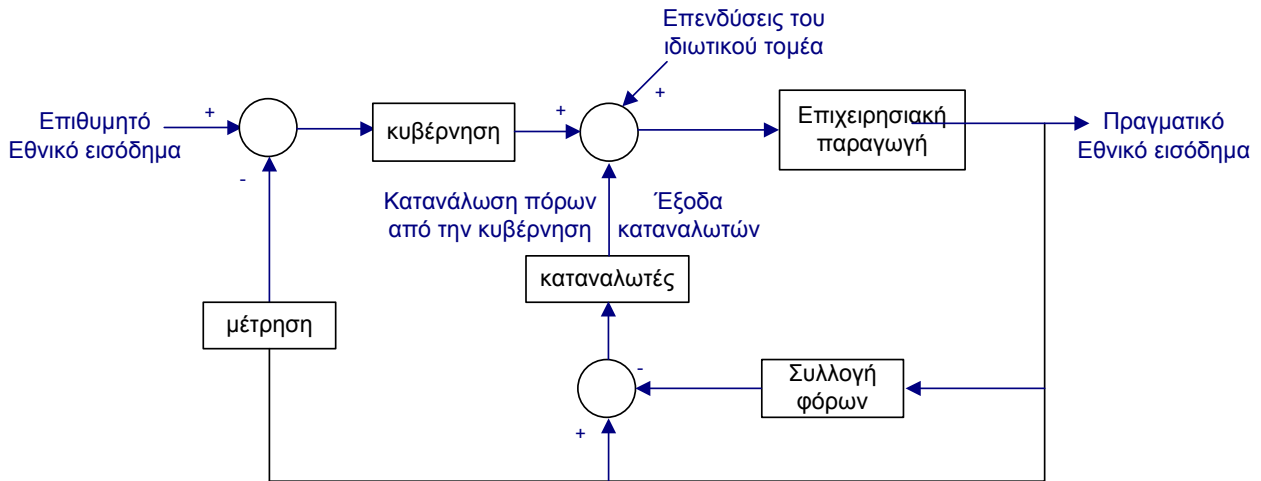 Επενδύσεις του
ιδιωτικού τομέα
+
+
+
Επιθυμητό
Εθνικό εισόδημα
κυβέρνηση
Επιχειρησιακή
παραγωγή
Πραγματικό
Εθνικό εισόδημα
-
Κατανάλωση πόρων
από την κυβέρνηση
Έξοδα
καταναλωτών
καταναλωτές
μέτρηση
-
Συλλογή
φόρων
+